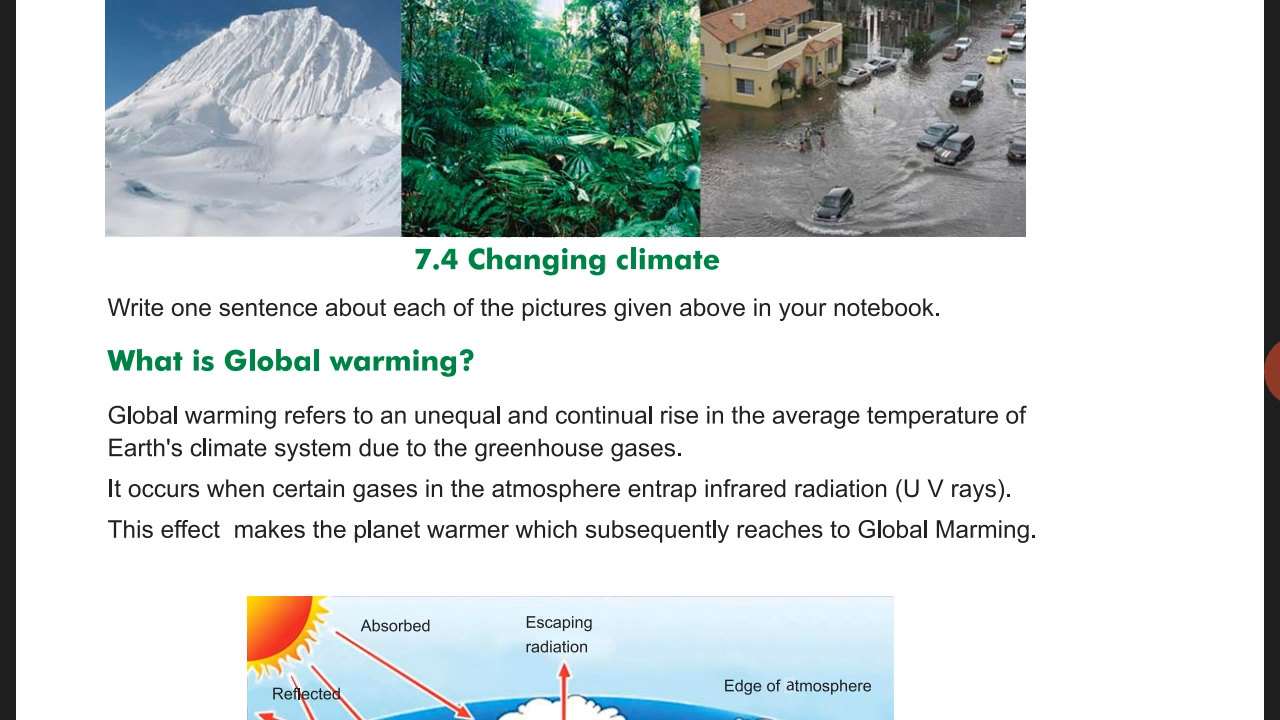 7.4 Changing climate
Write one sentence about each of the pictures given above in your notebook.
What is Global warming?
Global warming refers to an unequal and continual rise in the average temperature of
Earth's climate system due to the greenhouse gases.
It occurs when certain gases in the atmosphere entrap infrared radiation (U V rays).
This effect  makes the planet warmer which subsequently reaches to Global Marming.
Absorbed
Escaping
radiation
Edge of atmosphere
Reflected